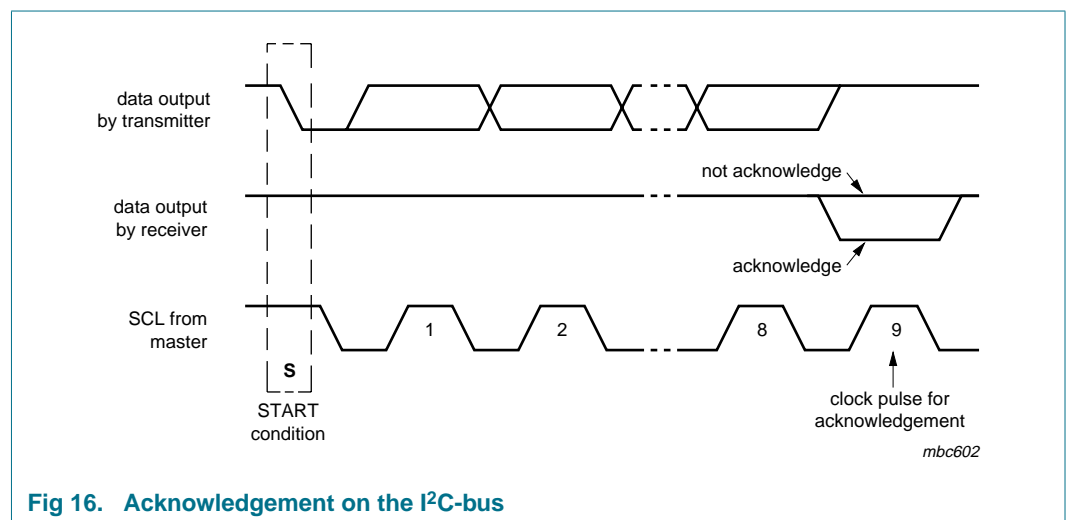 data output
by transmitter
not acknowledge
data output
by receiver
acknowledge
SCL from
master
1
2
8
9
S
START
condition
clock pulse for
acknowledgement
mbc602
Fig 16. Acknowledgement on the I²C-bus